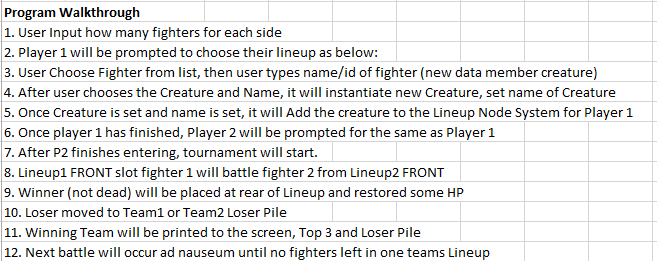 Program Walkthrough
1. User Input how many fighters for each side
2. Player 1 will be prompted to choose their lineup as below:
3. User Choose Fighter from list, then user types name/id of fighter (new data member creature)
4. After user chooses the Creature and Name, it will instantiate new Creature, set name of Creature
5. Once Creature is set and name is set, it will Add the creature to the Lineup Node System for Player 1
6. Once player 1 has finished, Player 2 will be prompted for the same as Player 1
7. After P2 finishes entering, tournament will start.
8. Lineup1 FRONT slot fighter 1 will battle fighter 2 from Lineup2 FRONT
9. Winner (not dead) will be placed at rear of Lineup and restored some HP
10. Loser moved to Team1 or Team2 Loser Pile
11. Winning Team will be printed to the screen, Top 3 and Loser Pile
12. Next battle will occur ad nauseum until no fighters left in one teams Lineup